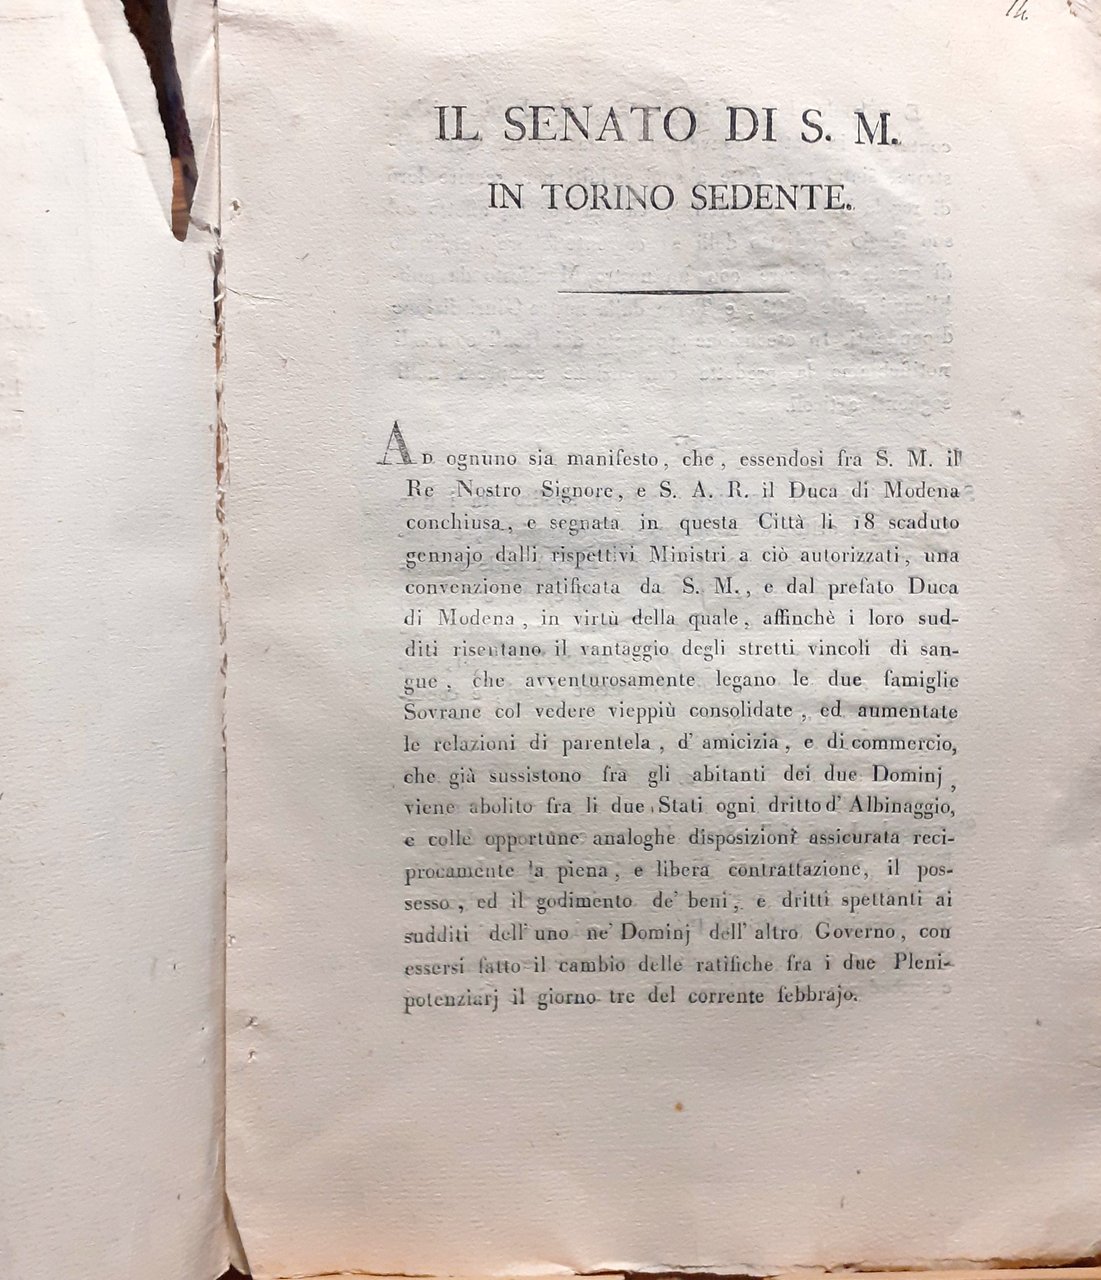 14.
IL SENATO DI S. M.
IN TORINO SEDENTE.
AD ognuno sia manifesto, che, essendosi fra S. M. il
Re Nostro Signore, e S. A. R. il Duca di Modena
conchiusa, e segnata in questa Città li 18 scaduto
gennajo dalli rispettivi Ministri a ciò autorizzati, una
convenzione ratificata da S. M., e dal prefato Duca
di Modena, in virtù della quale, affinchè i loro sud-
diti risentano il vantaggio degli stretti vincoli di san-
gue, che avventurosamente legano le due famiglie
Sovrane col vedere vieppiù consolidate, ed aumentate
le relazioni di parentela, d' amicizia, e di commercio,
che già sussistono fra gli abitanti dei due Dominj,
viene abolito fra li due Stati ogni dritto d' Albinaggio,
e colle opportune analoghe disposizioni assicurata reci-
procamente la piena, e libera contrattazione, il pos-
sesso, ed il godimento de' beni, e dritti spettanti ai
sudditi dell' uno ne' Dominj dell' altro Governo, con
essersi fatto il cambio delle ratifiche fra i due Pleni-
potenziarj il giorno tre del corrente febbrajo.